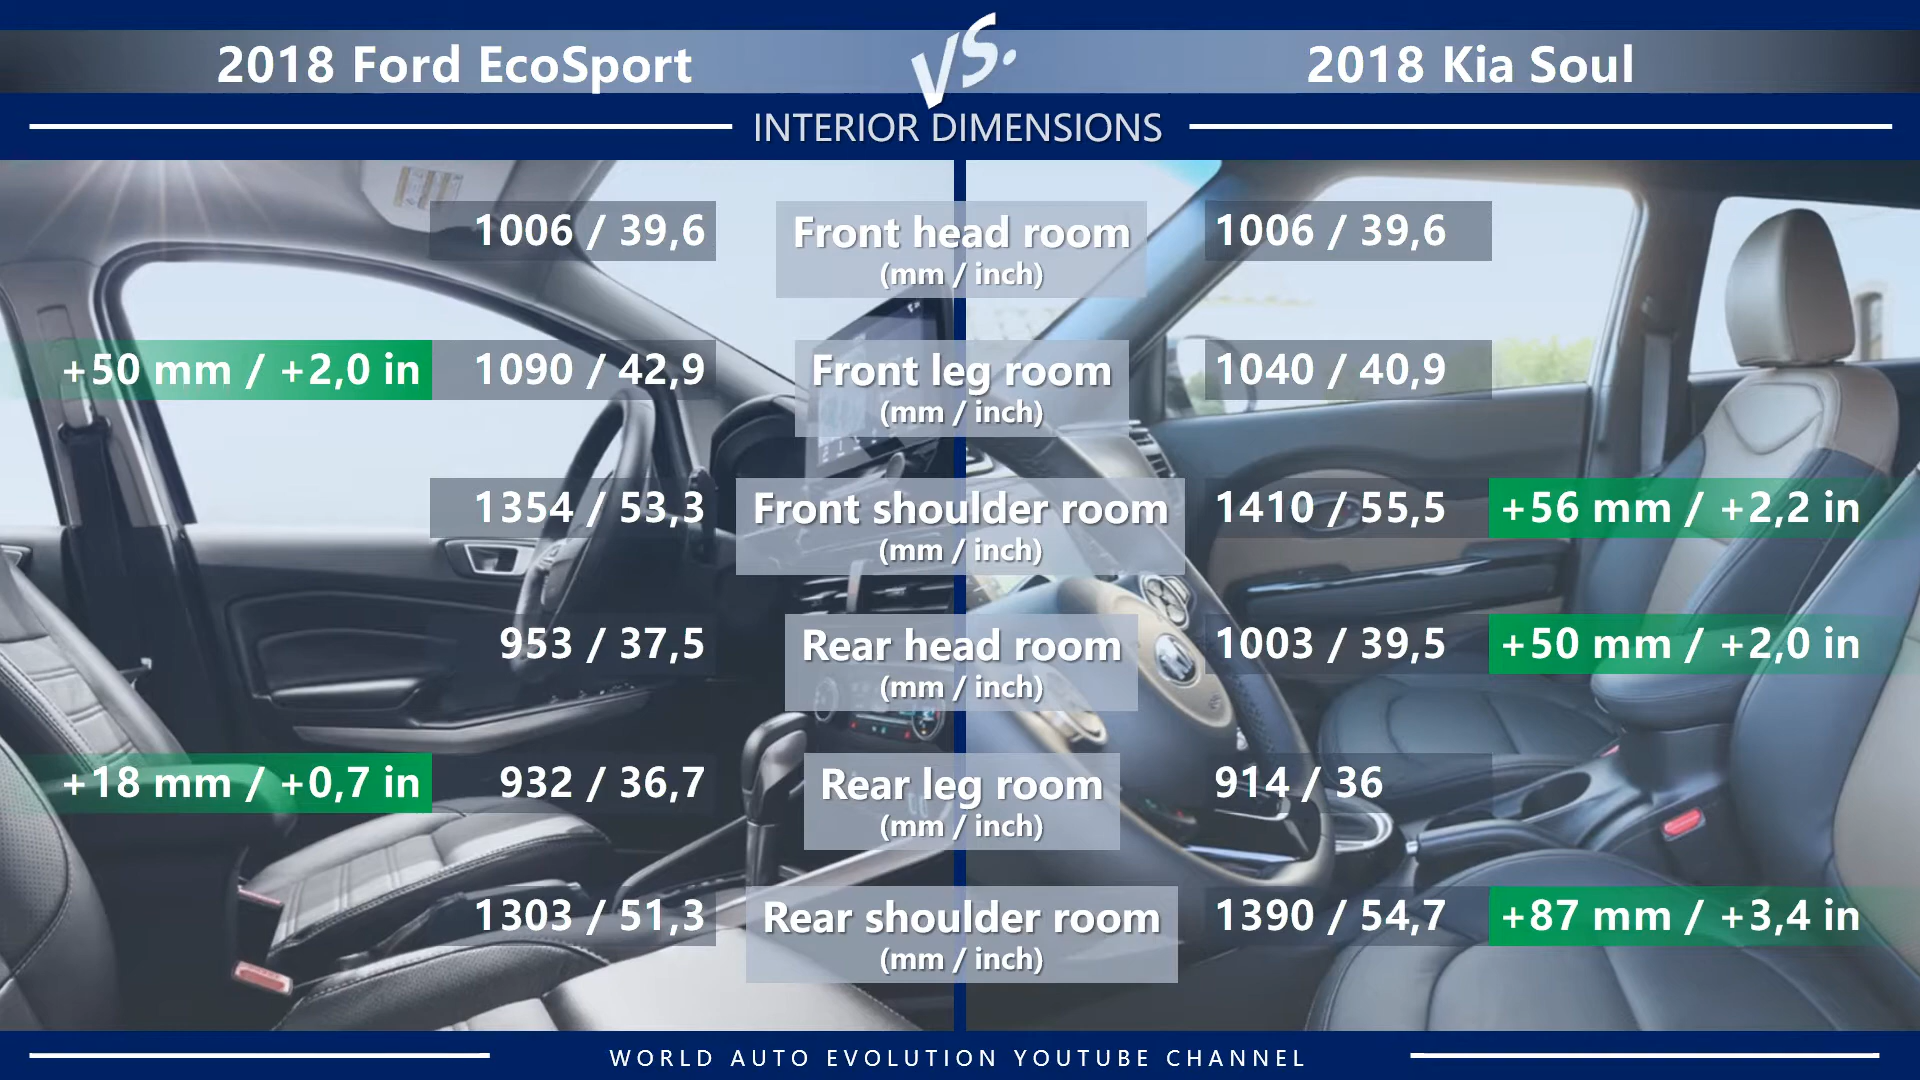 2018 Ford EcoSport VS. 2018 Kia Soul
INTERIOR DIMENSIONS
1006 / 39,6 Front head room 1006 / 39,6
(mm / inch)
+50 mm / +2,0 in 1090 / 42,9 Front leg room 1040 / 40,9
(mm / inch)
1354 / 53,3 Front shoulder room 1410 / 55,5 +56 mm / +2,2 in
(mm / inch)
953 / 37,5 Rear head room 1003 / 39,5 +50 mm / +2,0 in
(mm / inch)
+18 mm / +0,7 in 932 / 36,7 Rear leg room 914 / 36
(mm / inch)
1303 / 51,3 Rear shoulder room 1390 / 54,7 +87 mm / +3,4 in
(mm / inch)
WORLD AUTO EVOLUTION YOUTUBE CHANNEL